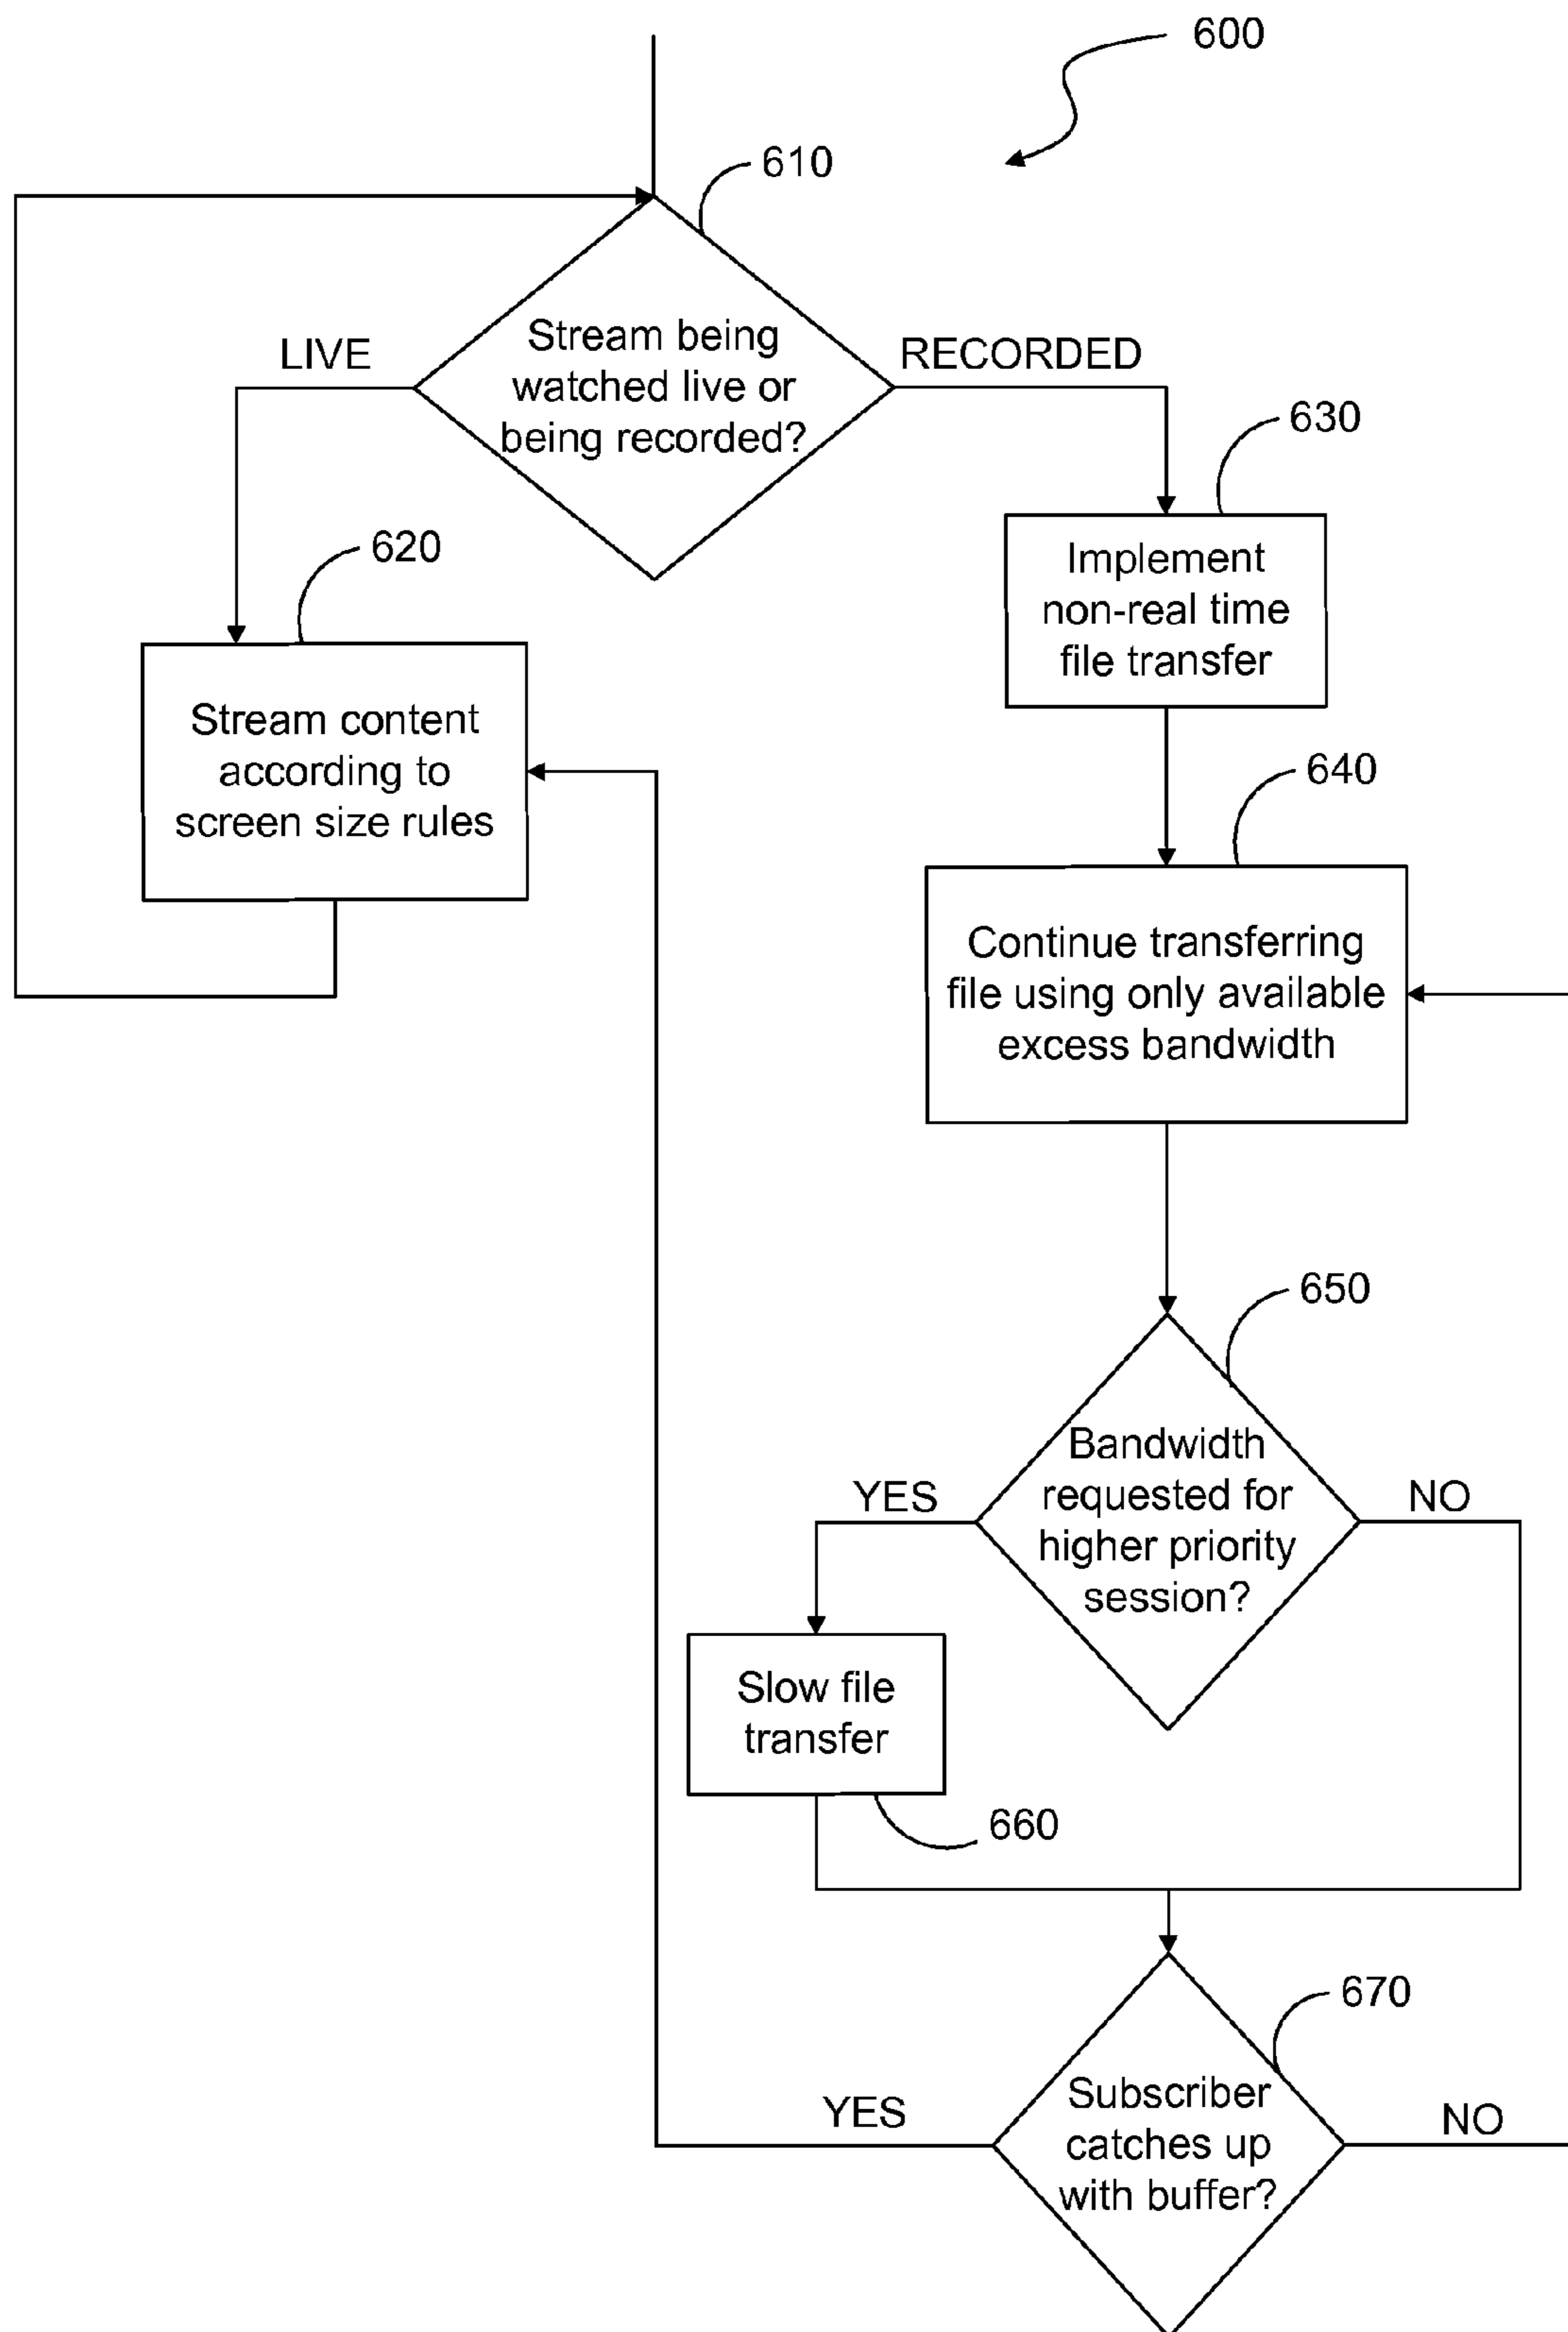 600
610
Stream being
watched live or
being recorded?
LIVE
RECORDED
630
Implement
non-real time
file transfer
620
Stream content
according to
screen size rules
640
Continue transferring
file using only available
excess bandwidth
650
Bandwidth
requested for
higher priority
session?
YES
NO
Slow file
transfer
660
670
Subscriber
catches up
with buffer?
YES
NO